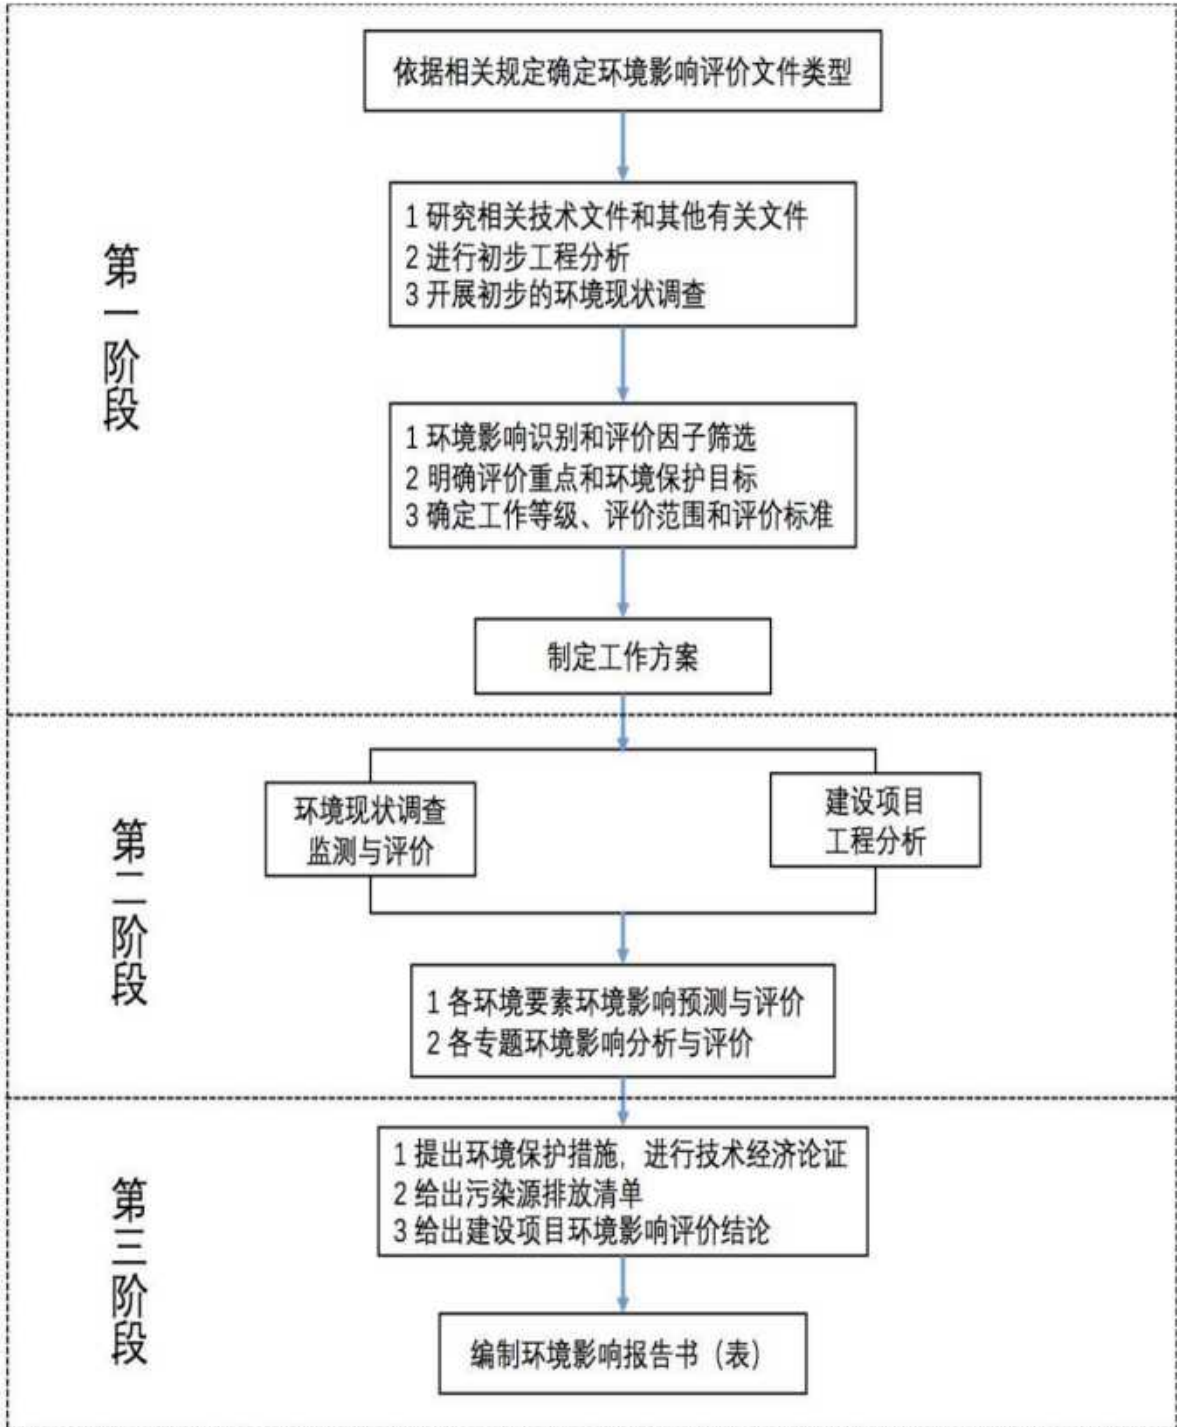 依据相关规定确定环境影响评价文件类型
第一阶段
1 研究相关技术文件和其他有关文件
2 进行初步工程分析
3 开展初步的环境现状调查
1 环境影响识别和评价因子筛选
2 明确评价重点和环境保护目标
3 确定工作等级、评价范围和评价标准
制定工作方案
第二阶段
环境现状调查
监测与评价
建设项目
工程分析
1 各环境要素环境影响预测与评价
2 各专题环境影响分析与评价
第三阶段
1 提出环境保护措施,进行技术经济论证
2 给出污染源排放清单
3 给出建设项目环境影响评价结论
编制环境影响报告书（表）